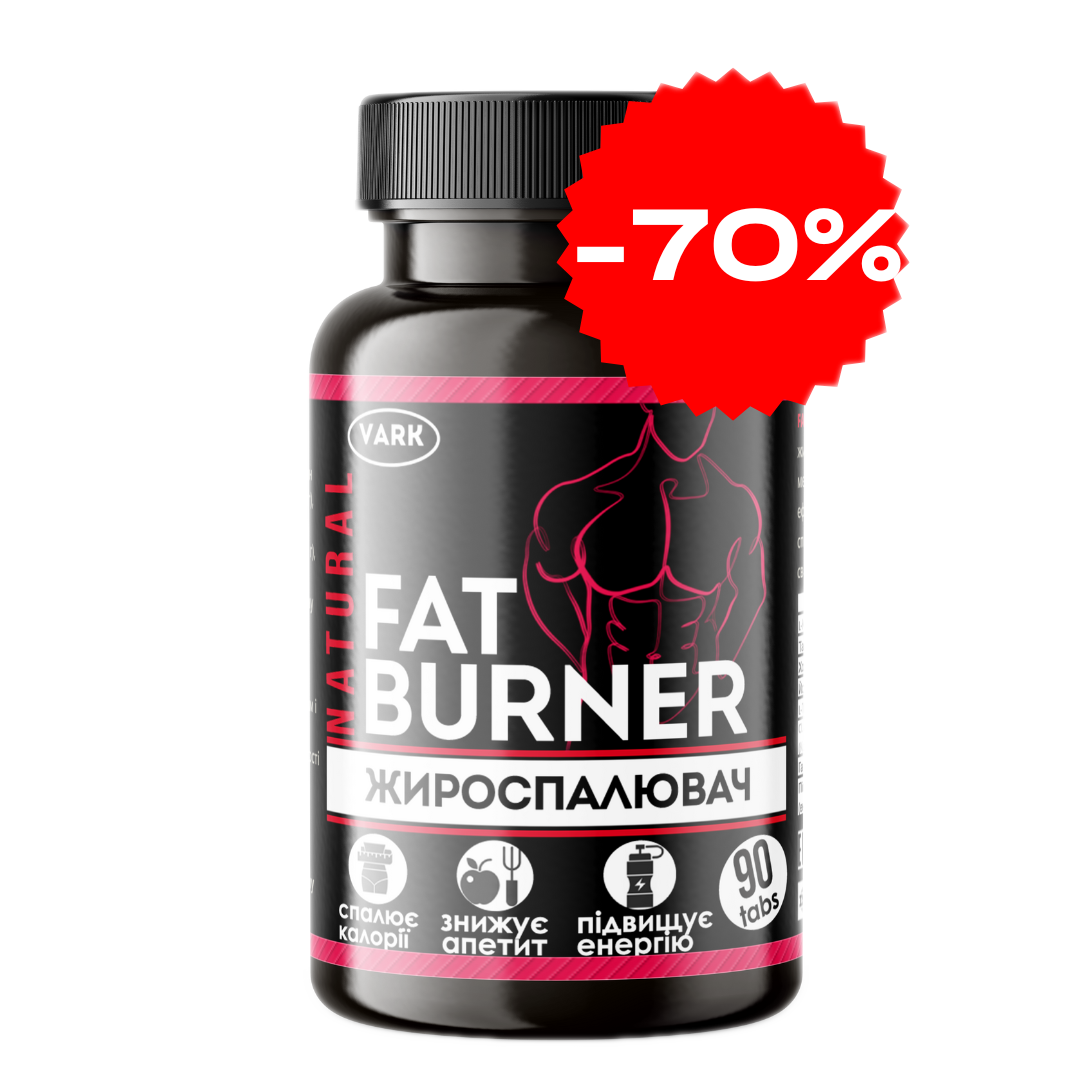 -70%
VARK
NATURAL
FAT
BURNER
ЖИРОСПАЛЮВАЧ
спалює
калорії
знижує
апетит
підвищує
енергію
90
tabs